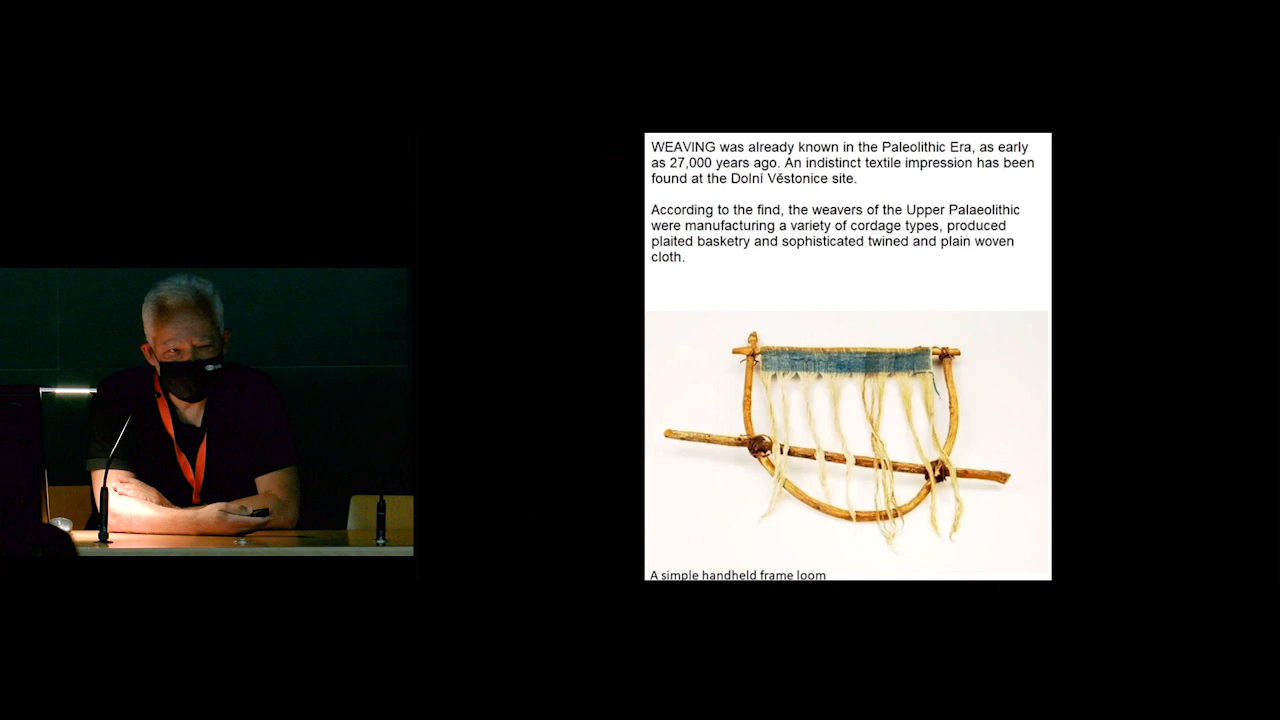 WEAVING was already known in the Paleolithic Era, as early
as 27,000 years ago. An indistinct textile impression has been
found at the Dolní Věstonice site.
According to the find, the weavers of the Upper Palaeolithic
were manufacturing a variety of cordage types, produced
plaited basketry and sophisticated twined and plain woven
cloth.
A simple handheld frame loom